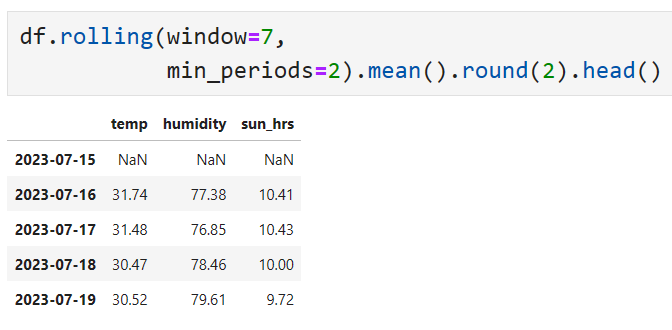 df.rolling(window=7,
min_periods=2).mean().round(2).head()
temp humidity sun_hrs
2023-07-15 NaN NaN NaN
2023-07-16 31.74 77.38 10.41
2023-07-17 31.48 76.85 10.43
2023-07-18 30.47 78.46 10.00
2023-07-19 30.52 79.61 9.72